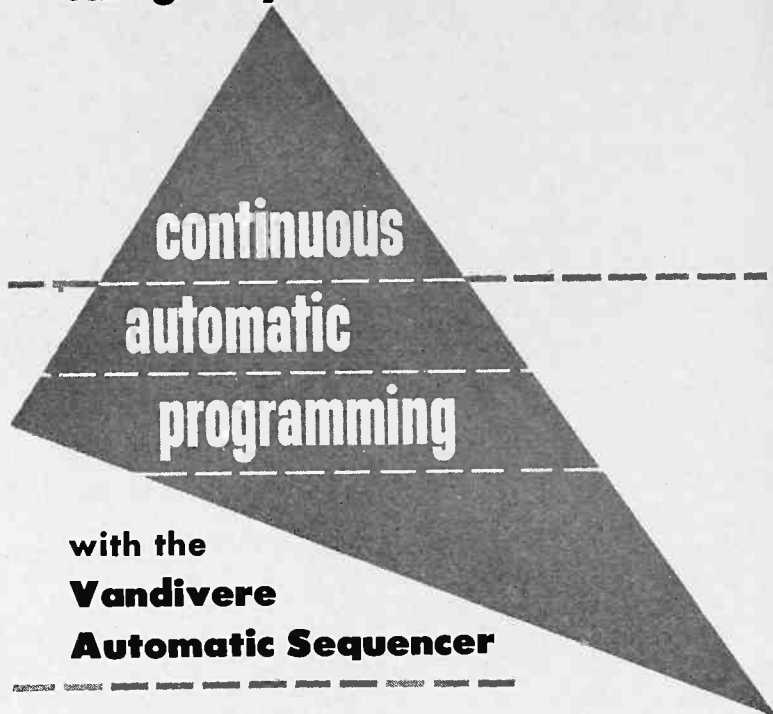 continuous
automatic
programming
with the
Vandivere
Automatic Sequencer